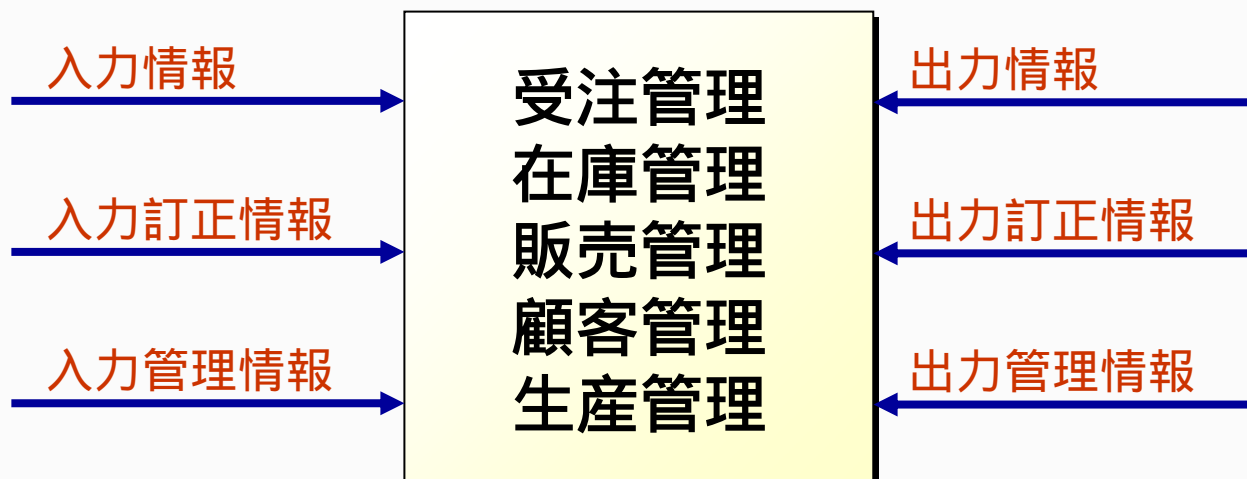 入力情報
入力訂正情報
入力管理情報
受注管理
在庫管理
販売管理
顧客管理
生産管理
出力情報
出力訂正情報
出力管理情報